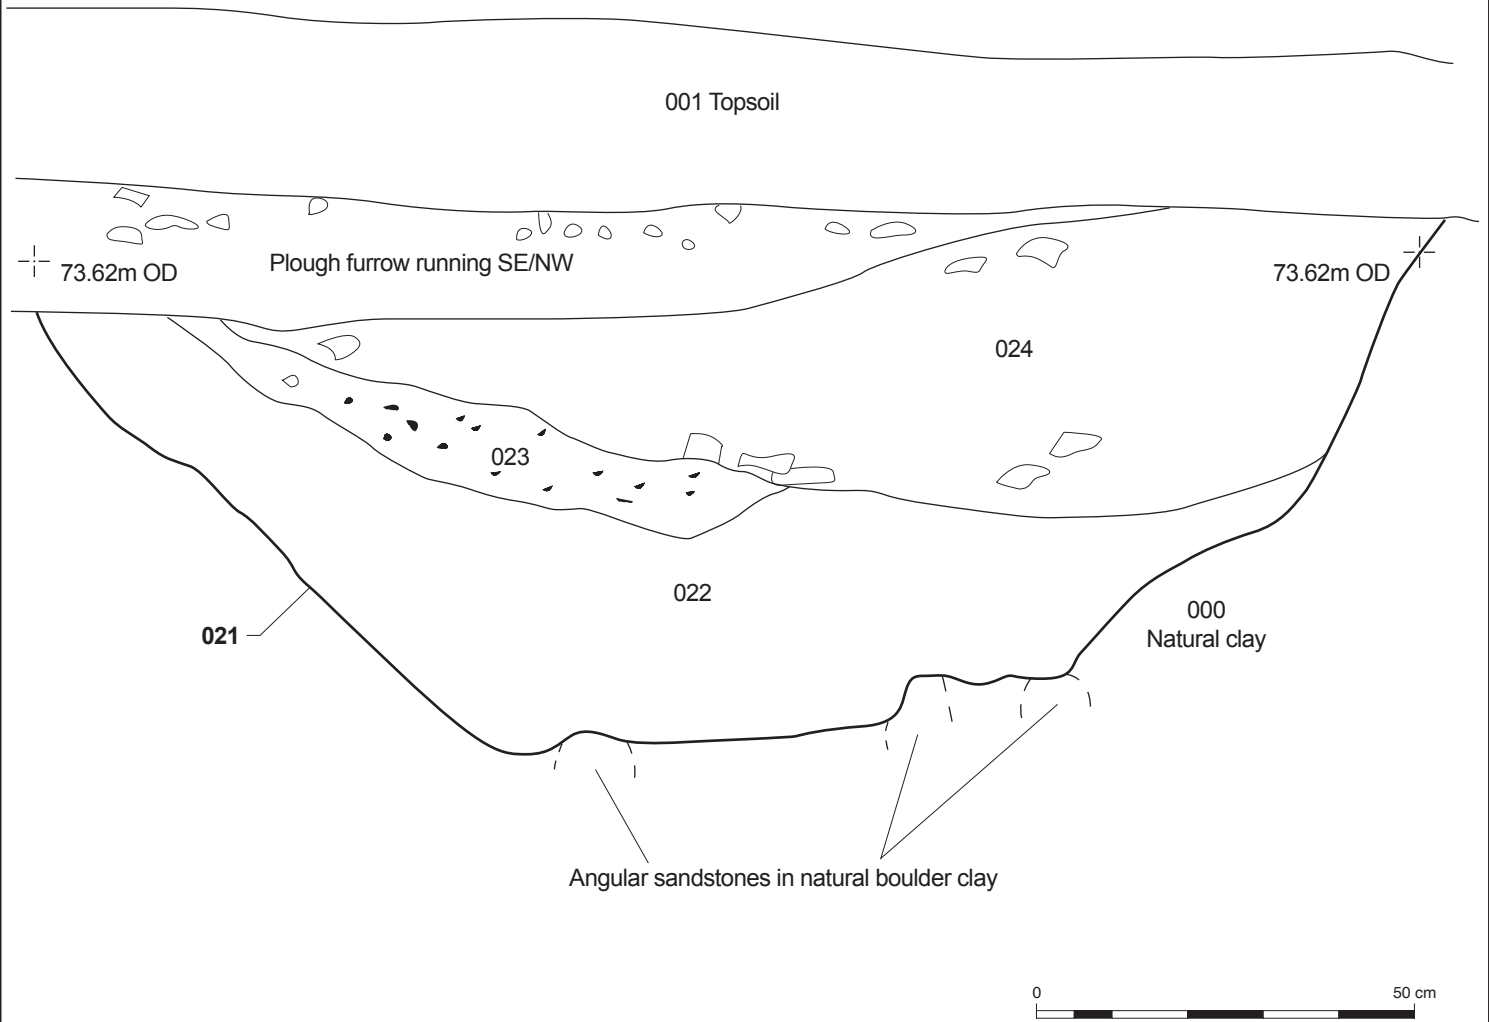 001 Topsoil
Plough furrow running SE/NW
73.62m OD
73.62m OD
024
023
022
000
Natural clay
021
Angular sandstones in natural boulder clay
0
50 cm